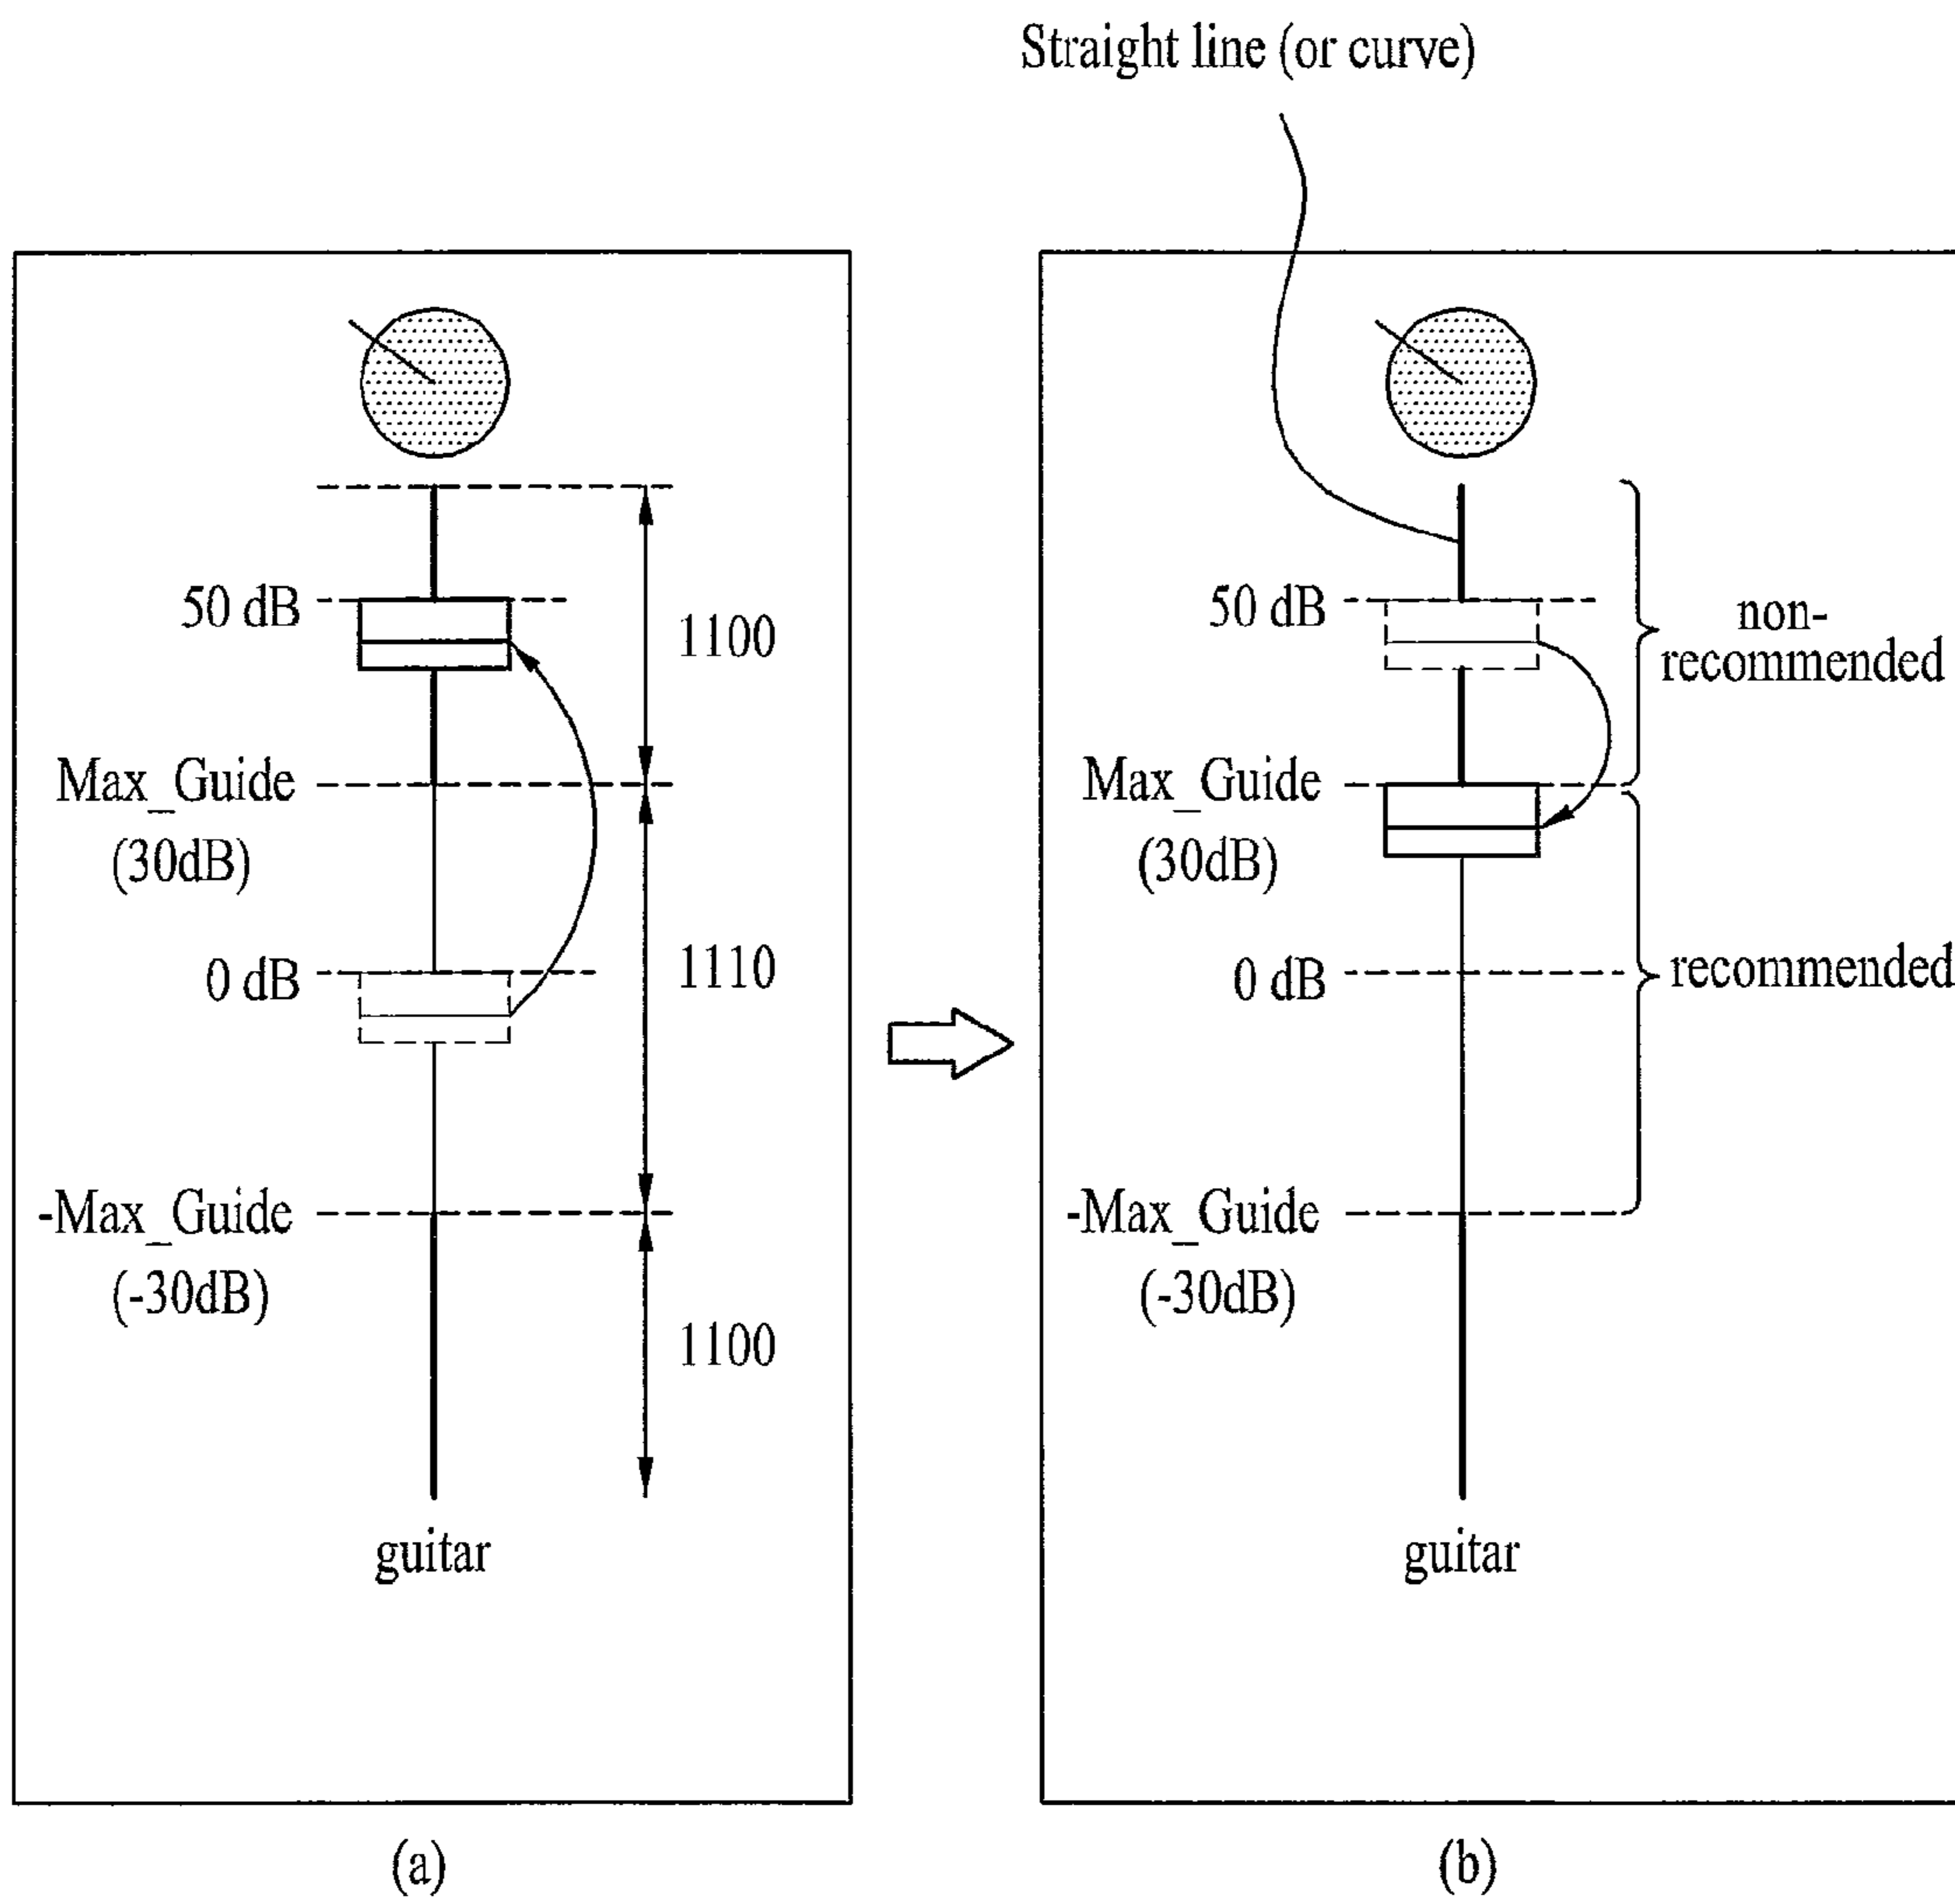 Straight line (or curve)
50 dB
1100
Max_Guide
(30dB)
1110
0 dB
-Max_Guide
(-30dB)
1100
guitar
(a)
50 dB
non-
recommended
Max_Guide
(30dB)
0 dB
recommended
-Max_Guide
(-30dB)
guitar
(b)